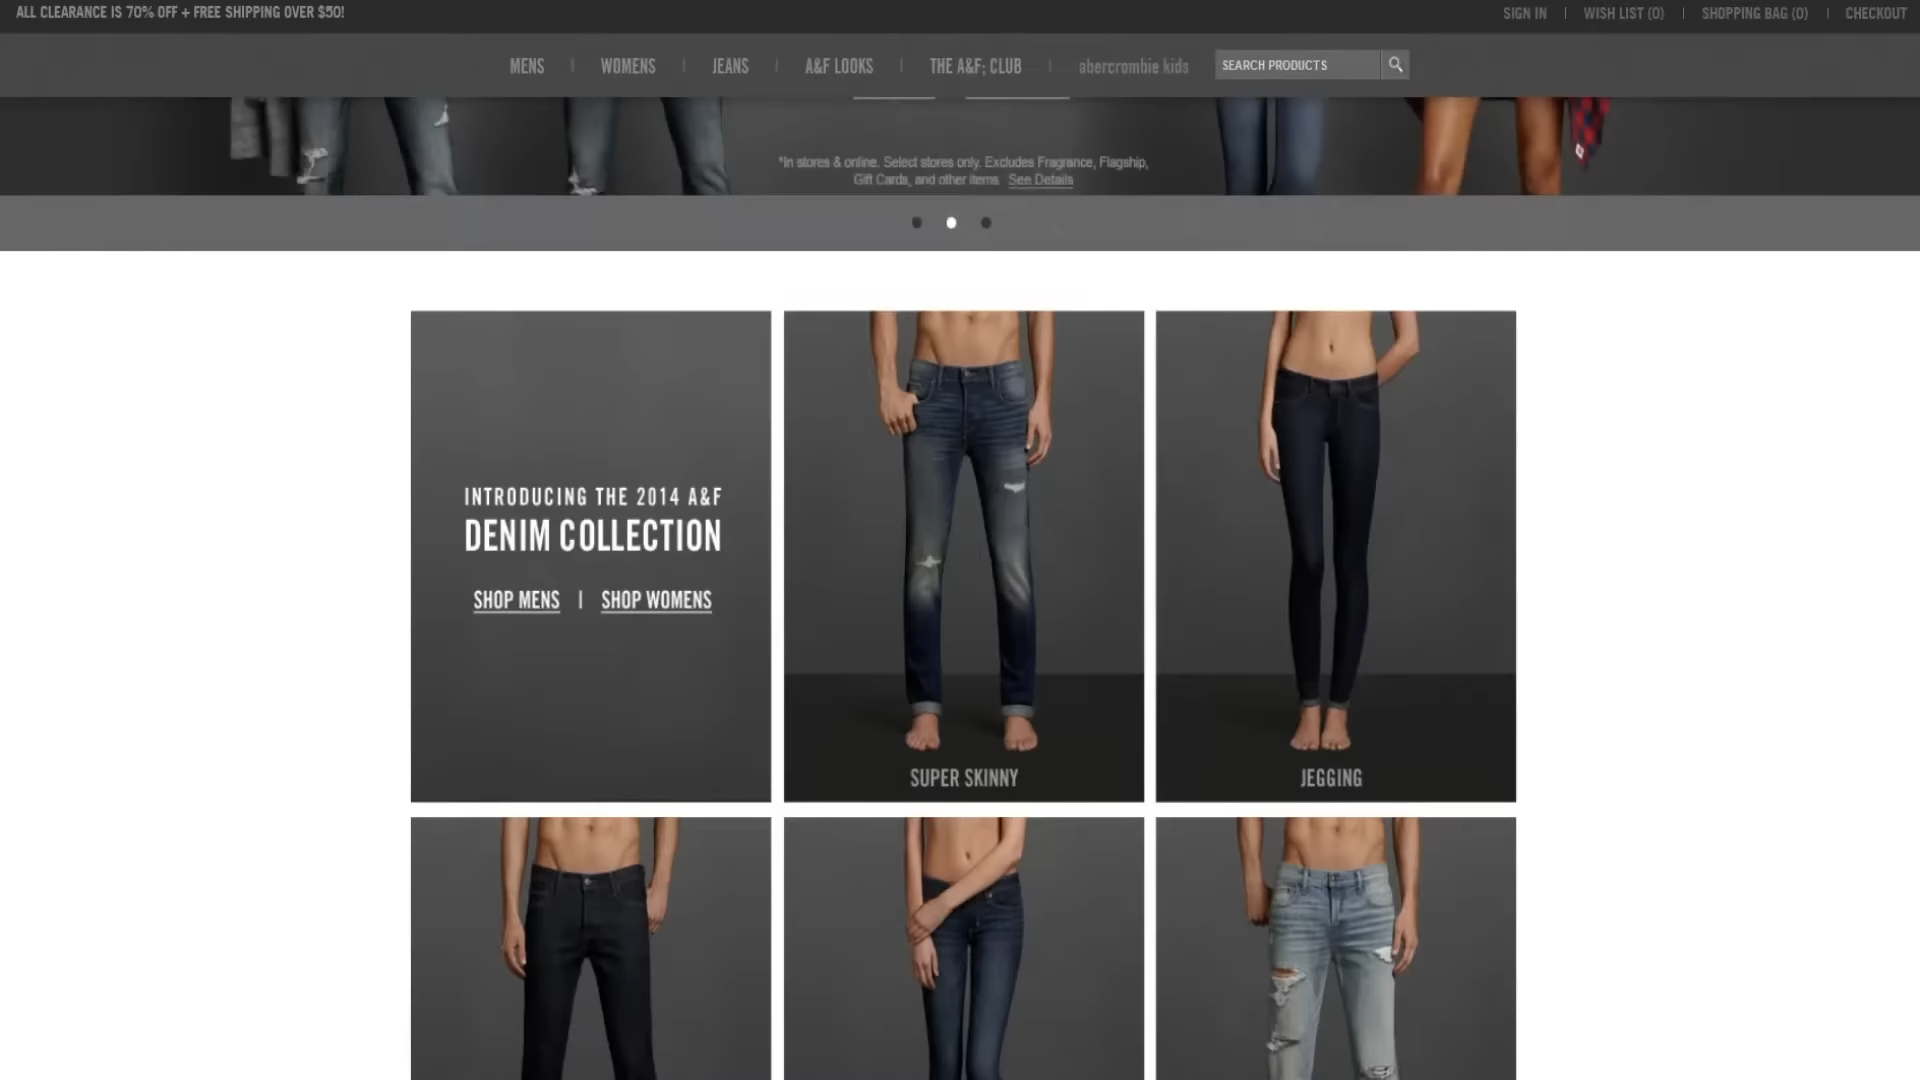 ALL CLEARANCE IS 70% OFF + FREE SHIPPING OVER $50!
SIGN IN | WISH LIST (0) | SHOPPING BAG (0) | CHECKOUT
MENS | WOMENS | JEANS | A&F LOOKS | THE A&F; CLUB | abercrombie kids
SEARCH PRODUCTS
*In stores & online. Select stores only. Excludes Fragrance, Flagship,
Gift Cards, and other items. See Details
INTRODUCING THE 2014 A&F
DENIM COLLECTION
SHOP MENS | SHOP WOMENS
SUPER SKINNY
JEGGING